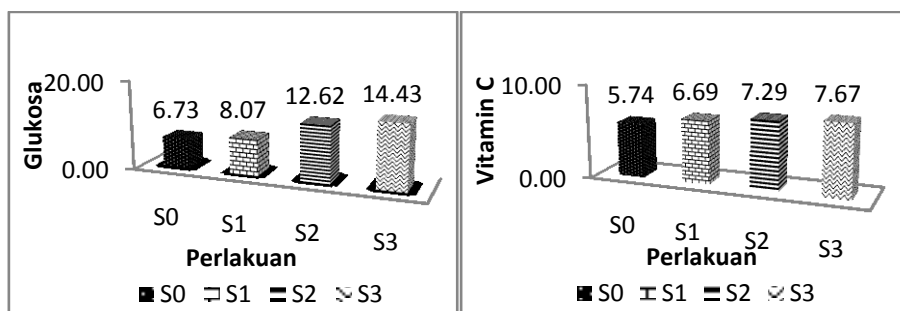 Glukosa
20.00
0.00
6.73 8.07 12.62 14.43
S0 S1 S2 S3
Perlakuan
S0 S1 S2 S3
Vitamin C
10.00
0.00
5.74 6.69 7.29 7.67
S0 S1 S2 S3
Perlakuan
S0 S1 S2 S3